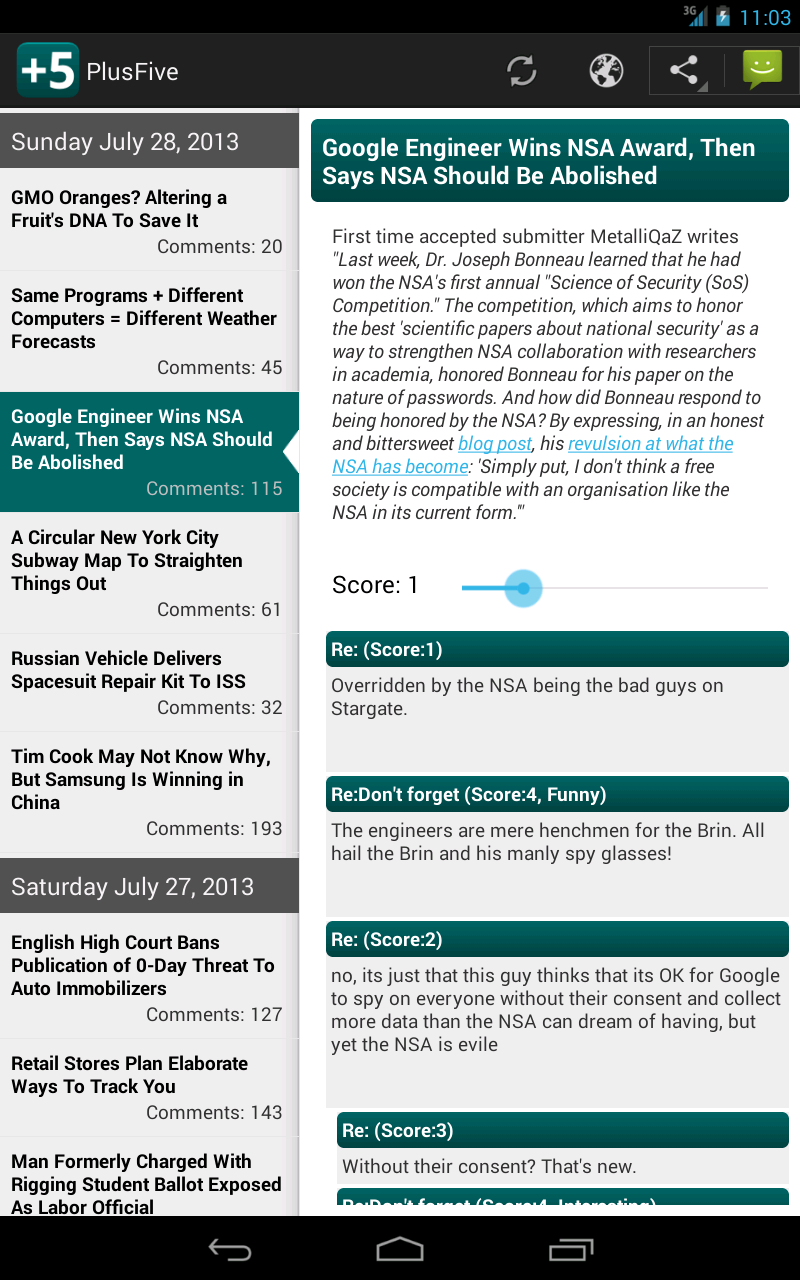 3G
11:03
+5 PlusFive
Sunday July 28, 2013
GMO Oranges? Altering a
Fruit's DNA To Save It
Comments: 20
Same Programs + Different
Computers = Different Weather
Forecasts
Comments: 45
Google Engineer Wins NSA
Award, Then Says NSA Should
Be Abolished
Comments: 115
A Circular New York City
Subway Map To Straighten
Things Out
Comments: 61
Russian Vehicle Delivers
Spacesuit Repair Kit To ISS
Comments: 32
Tim Cook May Not Know Why,
But Samsung Is Winning in
China
Comments: 193
Saturday July 27, 2013
English High Court Bans
Publication of 0-Day Threat To
Auto Immobilizers
Comments: 127
Retail Stores Plan Elaborate
Ways To Track You
Comments: 143
Man Formerly Charged With
Rigging Student Ballot Exposed
As Labor Official
Google Engineer Wins NSA Award, Then
Says NSA Should Be Abolished
First time accepted submitter MetalliQaZ writes
"Last week, Dr. Joseph Bonneau learned that he had
won the NSA's first annual "Science of Security (SoS)
Competition." The competition, which aims to honor
the best 'scientific papers about national security' as a
way to strengthen NSA collaboration with researchers
in academia, honored Bonneau for his paper on the
nature of passwords. And how did Bonneau respond to
being honored by the NSA? By expressing, in an honest
and bittersweet blog post, his revulsion at what the
NSA has become: 'Simply put, I don't think a free
society is compatible with an organisation like the
NSA in its current form.'"
Score: 1
Re: (Score:1)
Overridden by the NSA being the bad guys on
Stargate.
Re:Don't forget (Score:4, Funny)
The engineers are mere henchmen for the Brin. All
hail the Brin and his manly spy glasses!
Re: (Score:2)
no, its just that this guy thinks that its OK for Google
to spy on everyone without their consent and collect
more data than the NSA can dream of having, but
yet the NSA is evile
Re: (Score:3)
Without their consent? That's new.
Re:Don't forget (Score:4, Interesting)